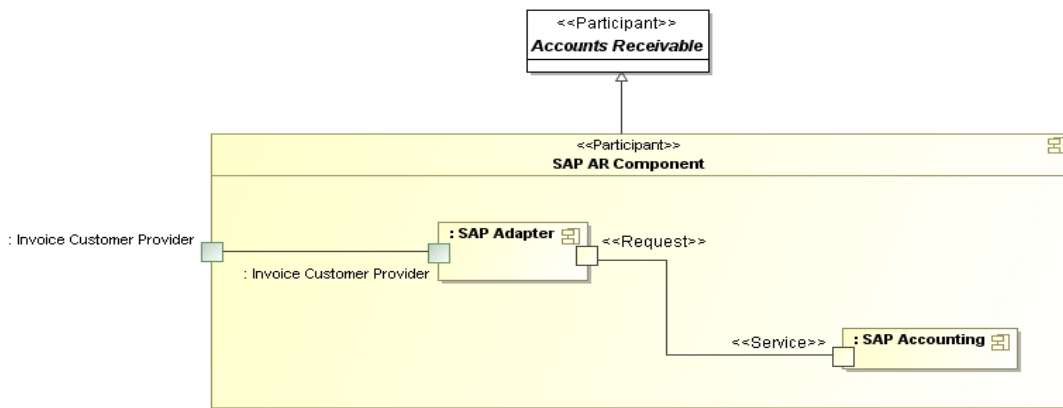 <<Participant>>
Accounts Receivable
<<Participant>>
SAP AR Component
: Invoice Customer Provider
: SAP Adapter
<<Request>>
: Invoice Customer Provider
<<Service>>
: SAP Accounting